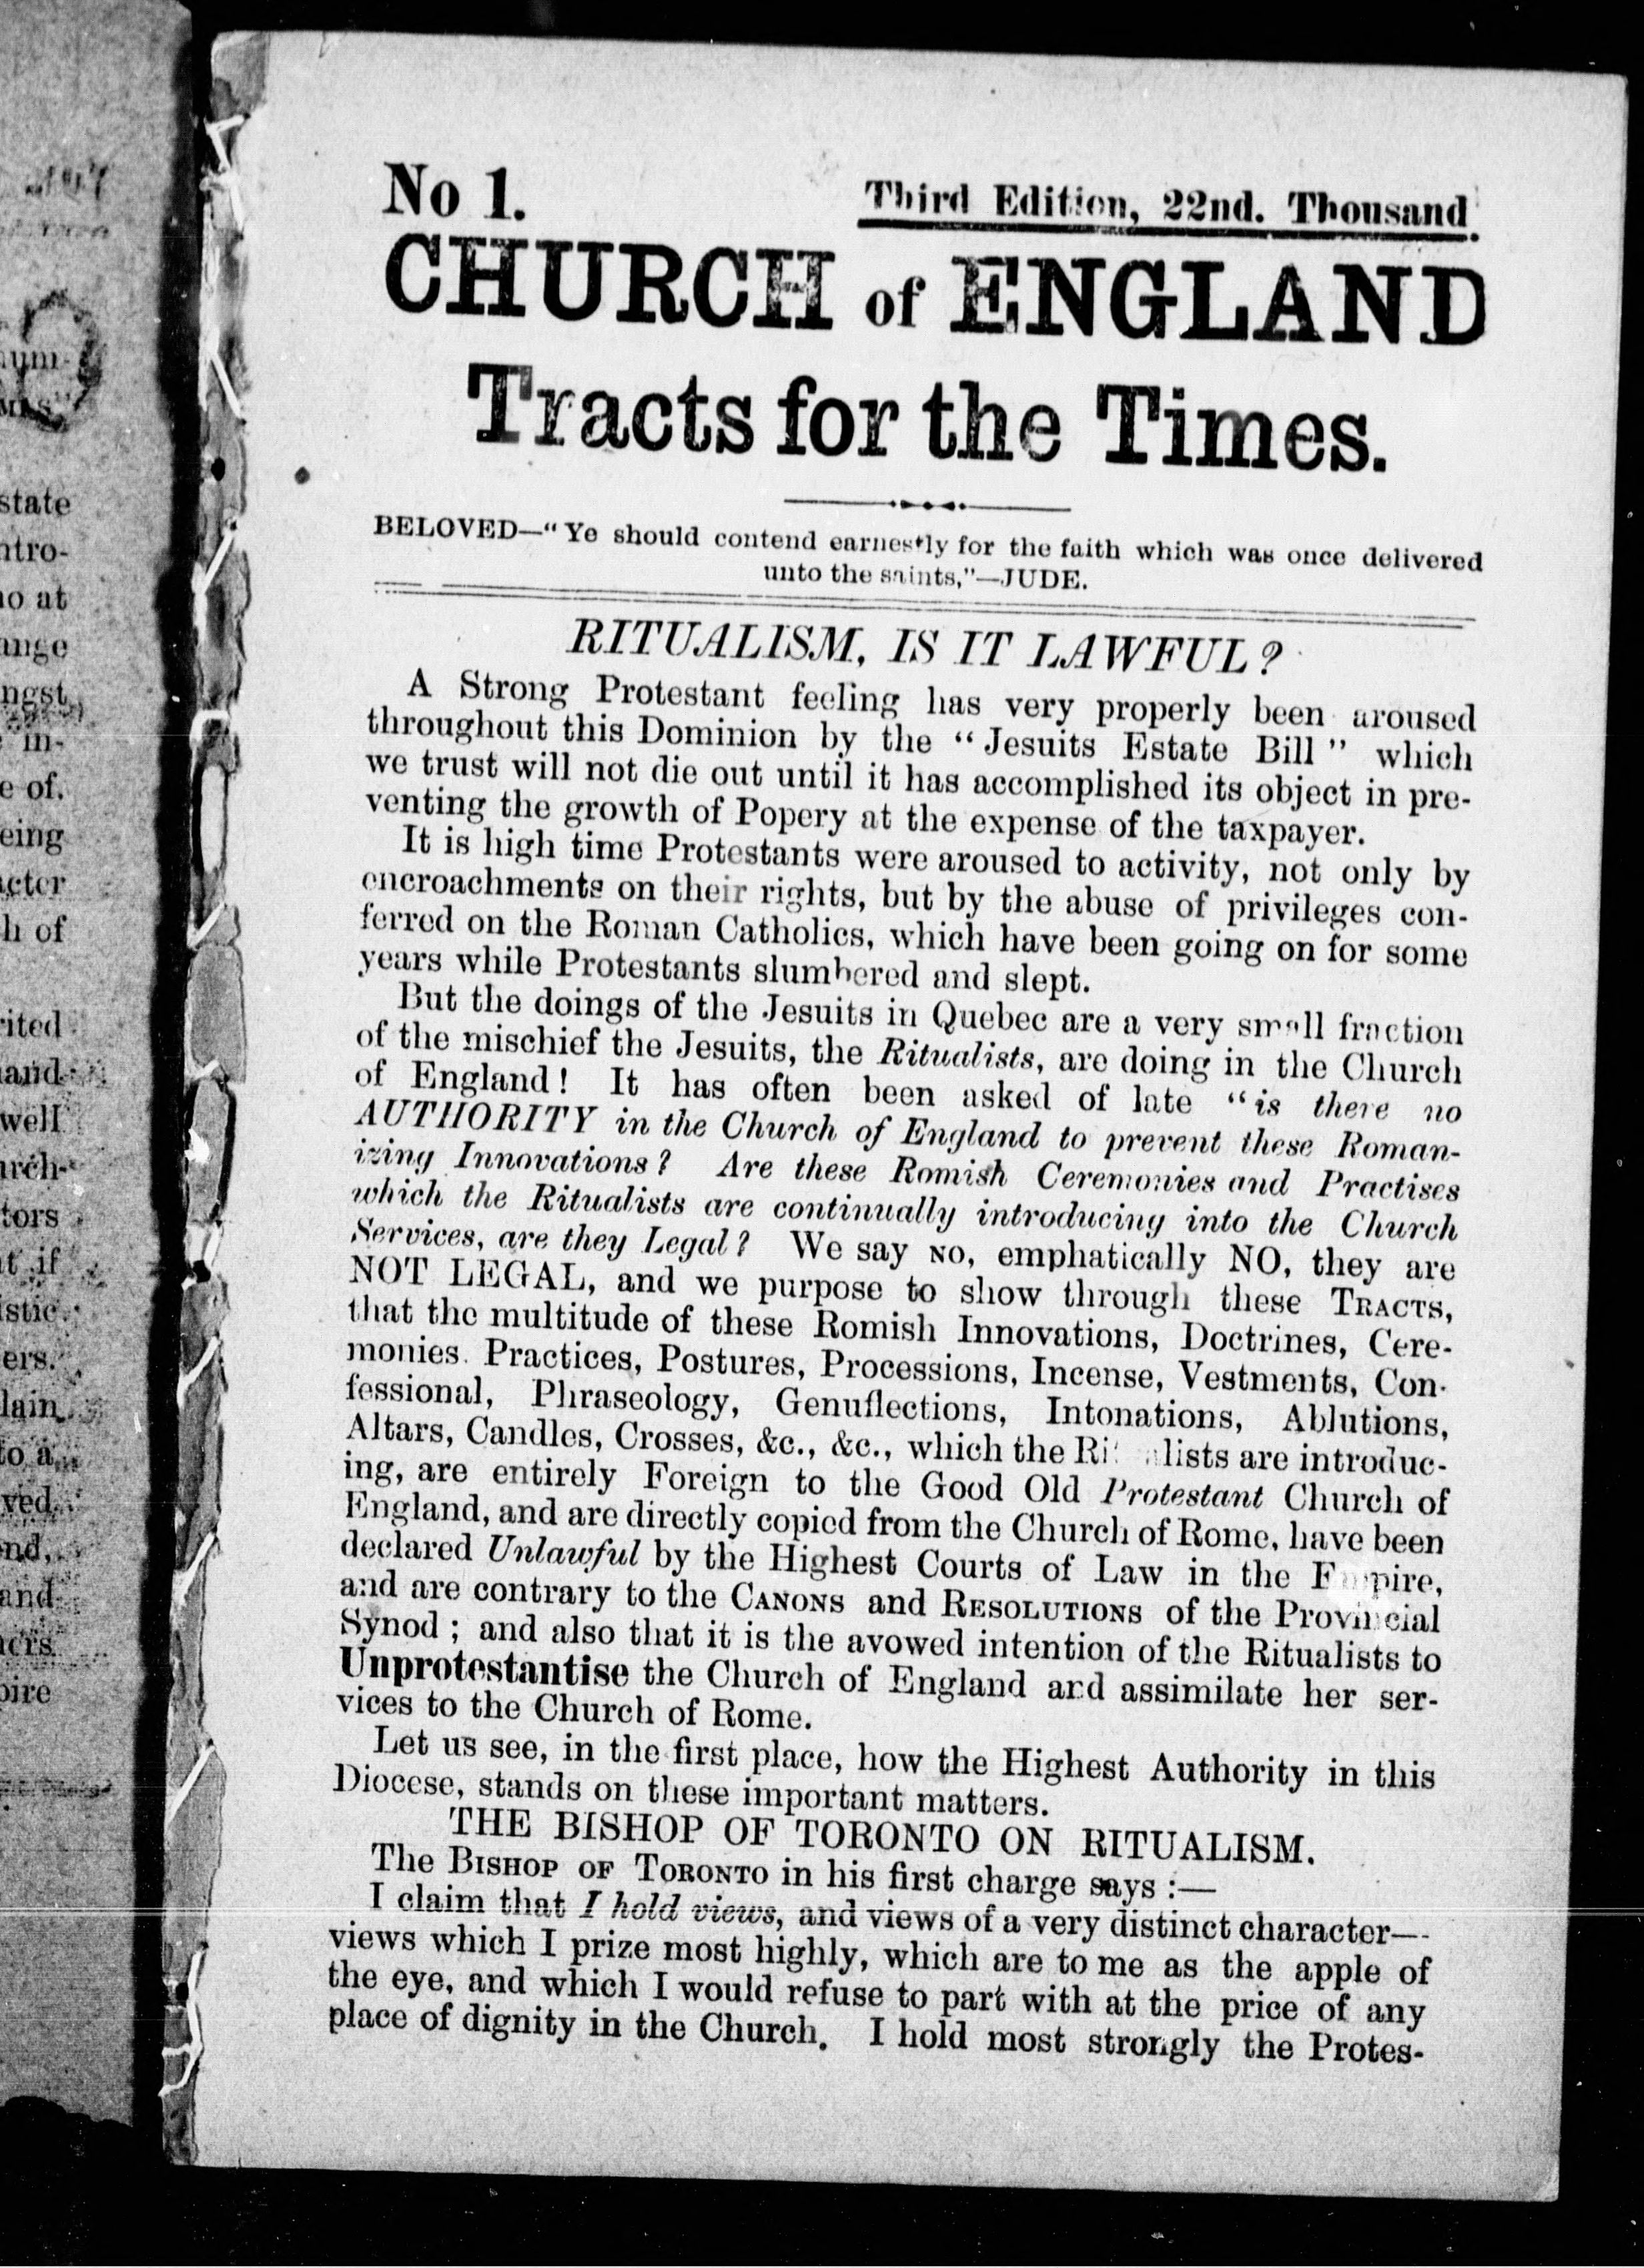 No 1.
Third Edition, 22nd. Thousand.
CHURCH of ENGLAND
Tracts for the Times.
BELOVED—“Ye should contend earnestly for the faith which was once delivered
unto the saints,”—JUDE.
RITUALISM, IS IT LAWFUL?
A Strong Protestant feeling has very properly been aroused
throughout this Dominion by the “Jesuits Estate Bill” which
we trust will not die out until it has accomplished its object in pre-
venting the growth of Popery at the expense of the taxpayer.
It is high time Protestants were aroused to activity, not only by
encroachments on their rights, but by the abuse of privileges con-
ferred on the Roman Catholics, which have been going on for some
years while Protestants slumbered and slept.
But the doings of the Jesuits in Quebec are a very small fraction
of the mischief the Jesuits, the Ritualists, are doing in the Church
of England! It has often been asked of late “is there no
AUTHORITY in the Church of England to prevent these Roman-
izing Innovations? Are these Romish Ceremonies and Practises
which the Ritualists are continually introducing into the Church
Services, are they Legal? We say NO, emphatically NO, they are
NOT LEGAL, and we purpose to show through these TRACTS,
that the multitude of these Romish Innovations, Doctrines, Cere-
monies. Practices, Postures, Processions, Incense, Vestments, Con-
fessional, Phraseology, Genuflections, Intonations, Ablutions,
Altars, Candles, Crosses, &c., &c., which the Ritualists are introduc-
ing, are entirely Foreign to the Good Old Protestant Church of
England, and are directly copied from the Church of Rome, have been
declared Unlawful by the Highest Courts of Law in the Empire,
and are contrary to the CANONS and RESOLUTIONS of the Provincial
Synod; and also that it is the avowed intention of the Ritualists to
Unprotestantise the Church of England and assimilate her ser-
vices to the Church of Rome.
Let us see, in the first place, how the Highest Authority in this
Diocese, stands on these important matters.
THE BISHOP OF TORONTO ON RITUALISM.
The BISHOP OF TORONTO in his first charge says:—
I claim that I hold views, and views of a very distinct character—
views which I prize most highly, which are to me as the apple of
the eye, and which I would refuse to part with at the price of any
place of dignity in the Church. I hold most strongly the Protes-